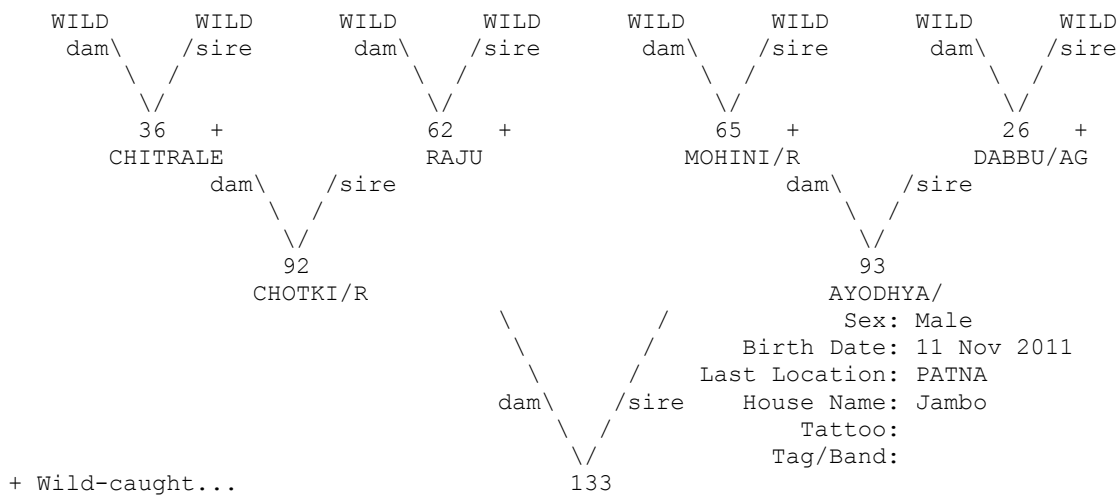 WILD WILD WILD WILD WILD WILD WILD WILD
dam\ /sire dam\ /sire dam\ /sire dam\ /sire
\ / \ / \ / \ /
\/ \/ \/ \/
36 + 62 + 65 + 26 +
CHITRALE RAJU MOHINI/R DABBU/AG
dam\ /sire dam\ /sire
\ / \ /
\/ \/
92 93
CHOTKI/R AYODHYA/
\ / Sex: Male
\ / Birth Date: 11 Nov 2011
\ / Last Location: PATNA
dam\ /sire House Name: Jambo
\ / Tattoo:
\/ Tag/Band:
+ Wild-caught... 133